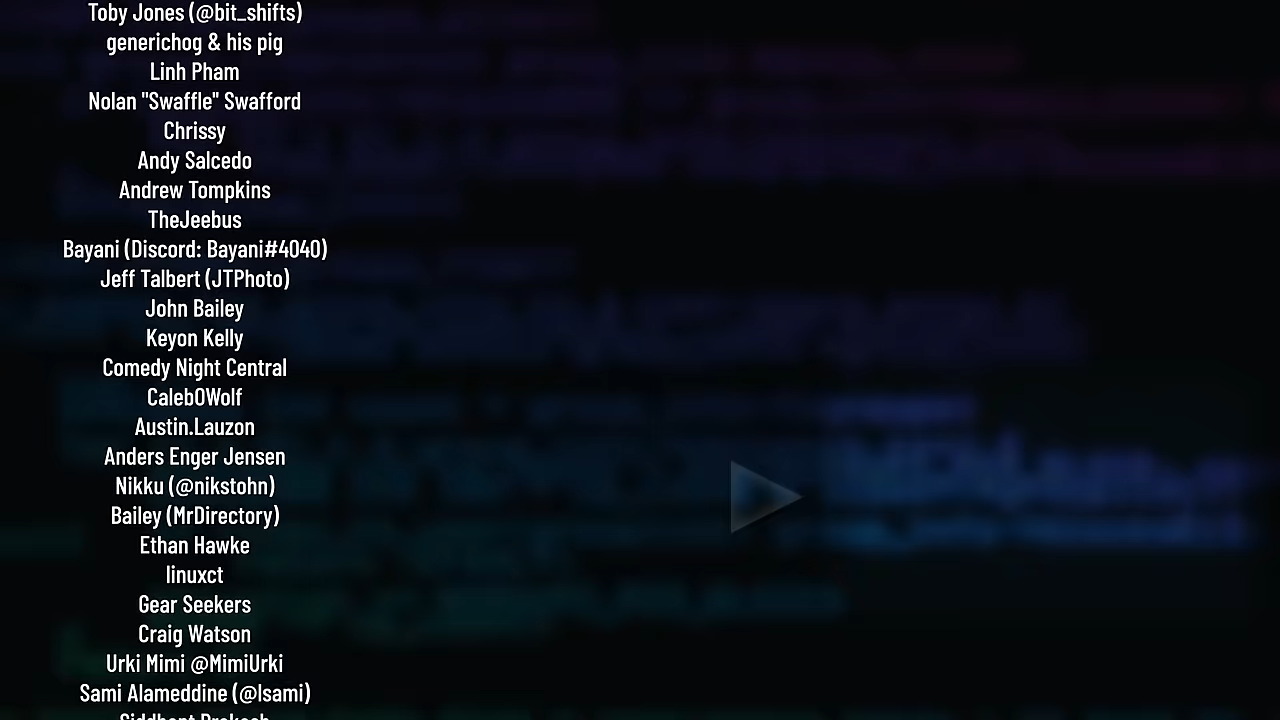 Toby Jones (@bit_shifts)
generichog & his pig
Linh Pham
Nolan "Swaffle" Swafford
Chrissy
Andy Salcedo
Andrew Tompkins
TheJeebus
Bayani (Discord: Bayani#4040)
Jeff Talbert (JTPhoto)
John Bailey
Keyon Kelly
Comedy Night Central
CalebOWolf
Austin.Lauzon
Anders Enger Jensen
Nikku (@nikstohn)
Bailey (MrDirectory)
Ethan Hawke
linuxct
Gear Seekers
Craig Watson
Urki Mimi @MimiUrki
Sami Alameddine (@lsami)